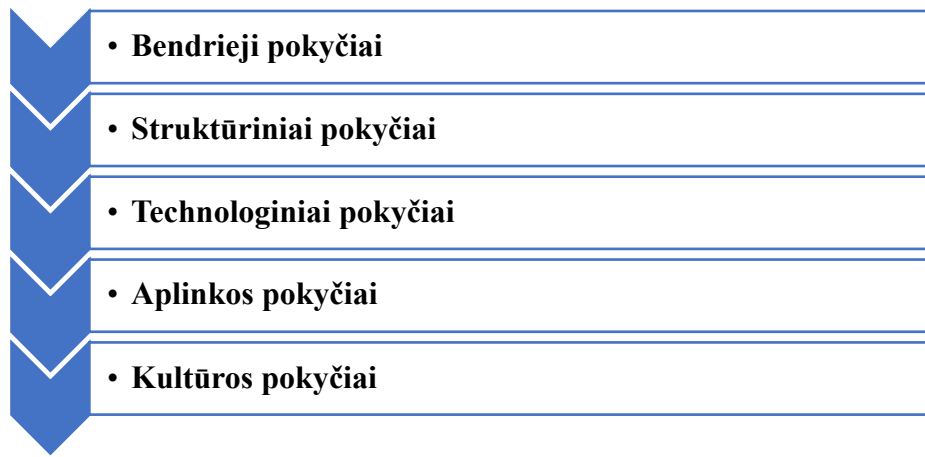 • Bendrieji pokyčiai
• Struktūriniai pokyčiai
• Technologiniai pokyčiai
• Aplinkos pokyčiai
• Kultūros pokyčiai